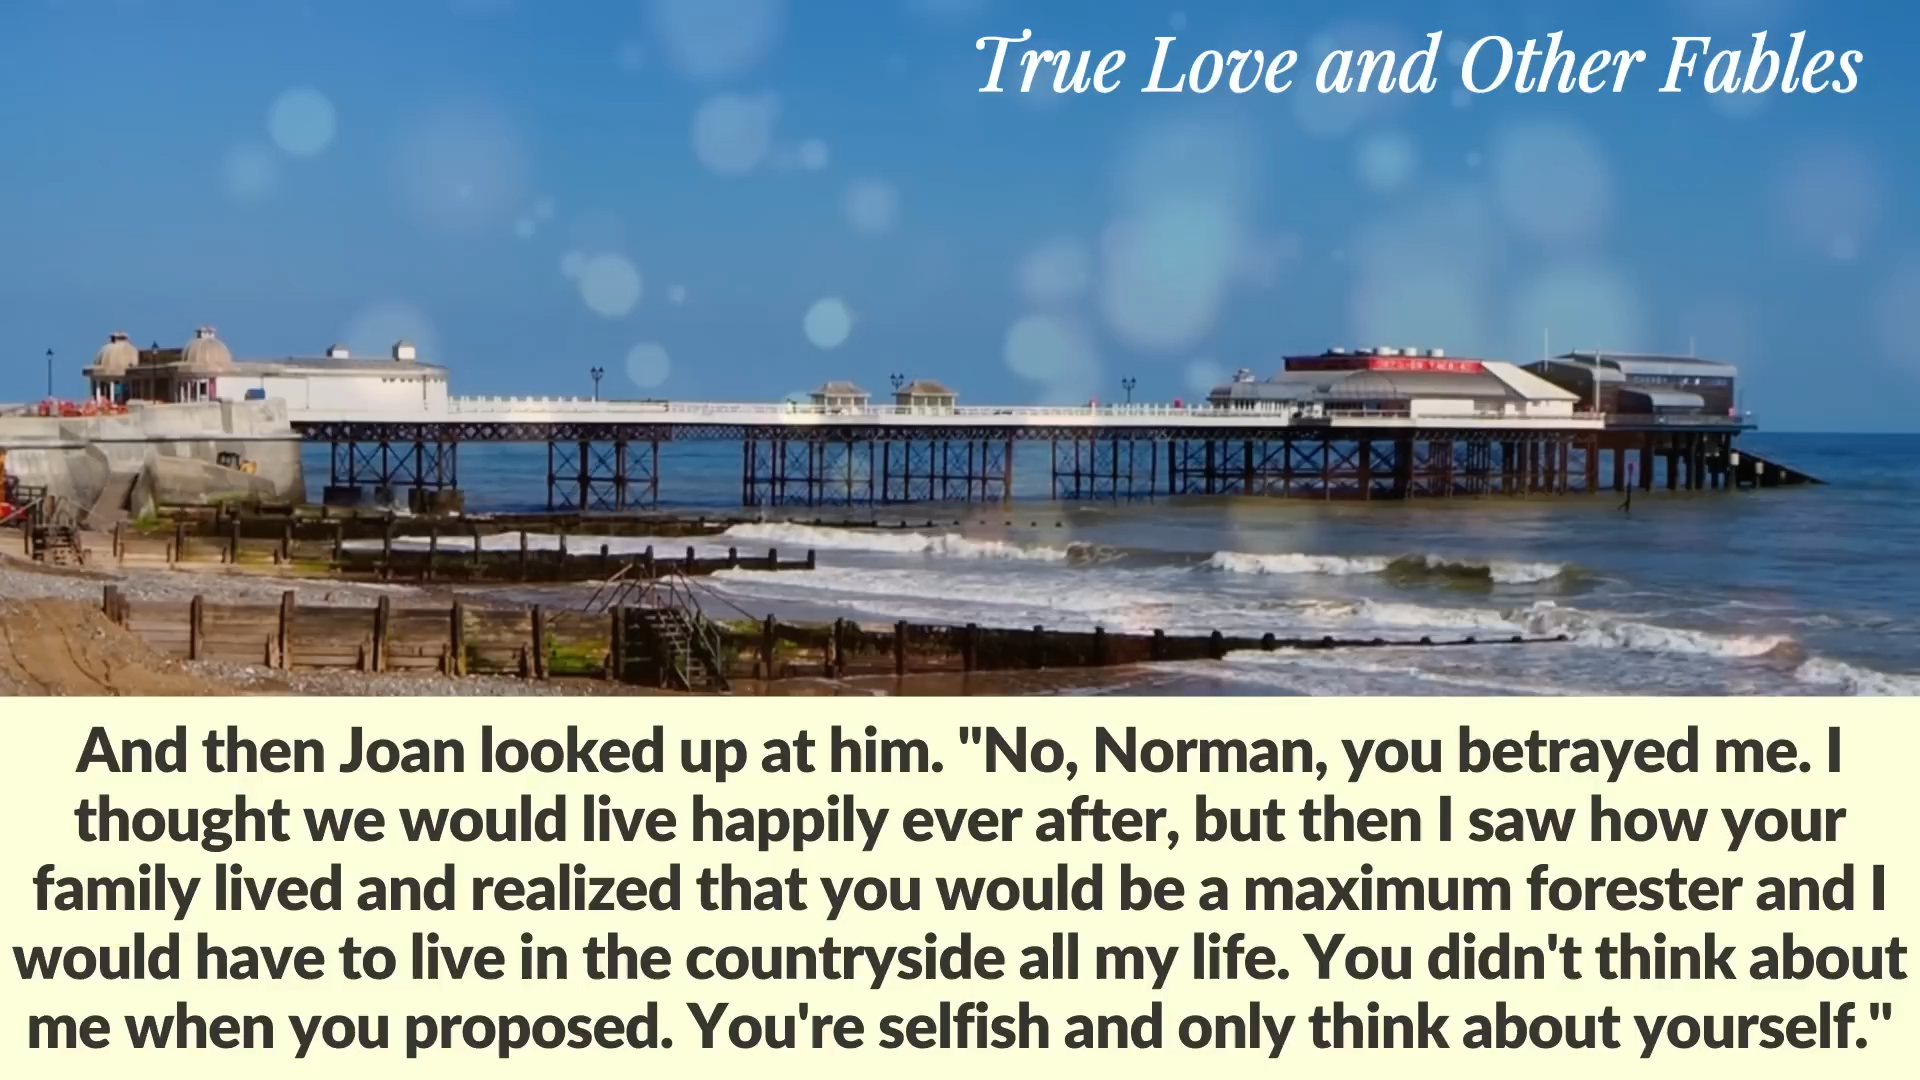 True Love and Other Fables
And then Joan looked up at him. "No, Norman, you betrayed me. I
thought we would live happily ever after, but then I saw how your
family lived and realized that you would be a maximum forester and I
would have to live in the countryside all my life. You didn't think about
me when you proposed. You're selfish and only think about yourself."